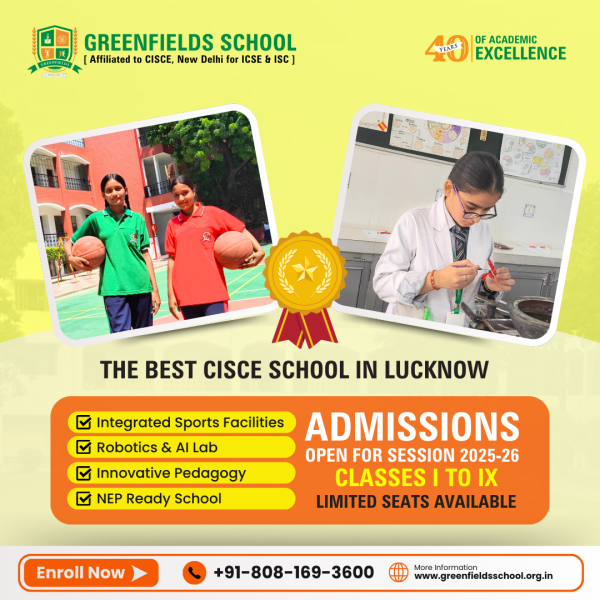 GREENFIELDS SCHOOL
[ Affiliated to CISCE, New Delhi for ICSE & ISC ]
40 YEARS OF ACADEMIC
EXCELLENCE
THE BEST CISCE SCHOOL IN LUCKNOW
Integrated Sports Facilities
Robotics & AI Lab
Innovative Pedagogy
NEP Ready School
ADMISSIONS
OPEN FOR SESSION 2025-26
CLASSES I TO IX
LIMITED SEATS AVAILABLE
Enroll Now
+91-808-169-3600
More Information
www.greenfieldsschool.org.in